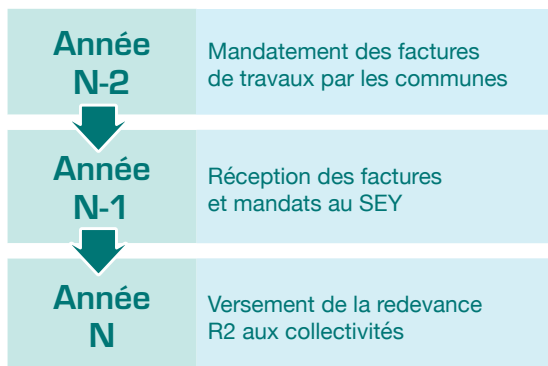 Année
N-2
Mandatement des factures
de travaux par les communes
Année
N-1
Réception des factures
et mandats au SEY
Année
N
Versement de la redevance
R2 aux collectivités